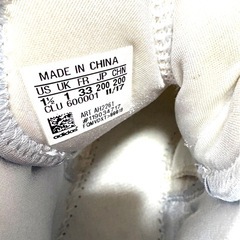 MADE IN CHINA
US UK FR JP CHN
1½ 1 33 200 200
CLU 600001 11/17
adidas
ART AH2261